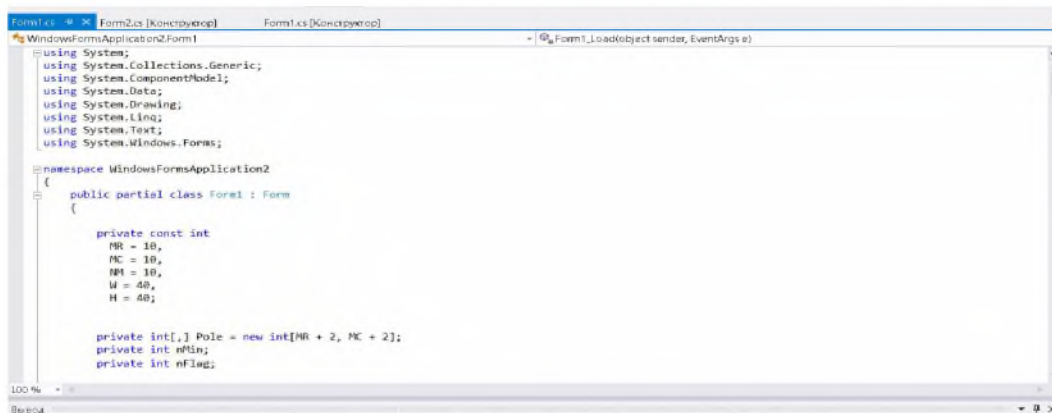 Form1.cs Form2.cs [Конструктор] Form1.cs [Конструктор]
WindowsFormsApplication2.Form1 Form1_Load(object sender, EventArgs e)
using System;
using System.Collections.Generic;
using System.ComponentModel;
using System.Data;
using System.Drawing;
using System.Linq;
using System.Text;
using System.Windows.Forms;
namespace WindowsFormsApplication2
{
public partial class Form1 : Form
{
private const int
MR = 10,
MC = 10,
NM = 10,
W = 40,
H = 40;
private int[,] Pole = new int[MR + 2, MC + 2];
private int nMin;
private int nFlag;
100 %
Вывод